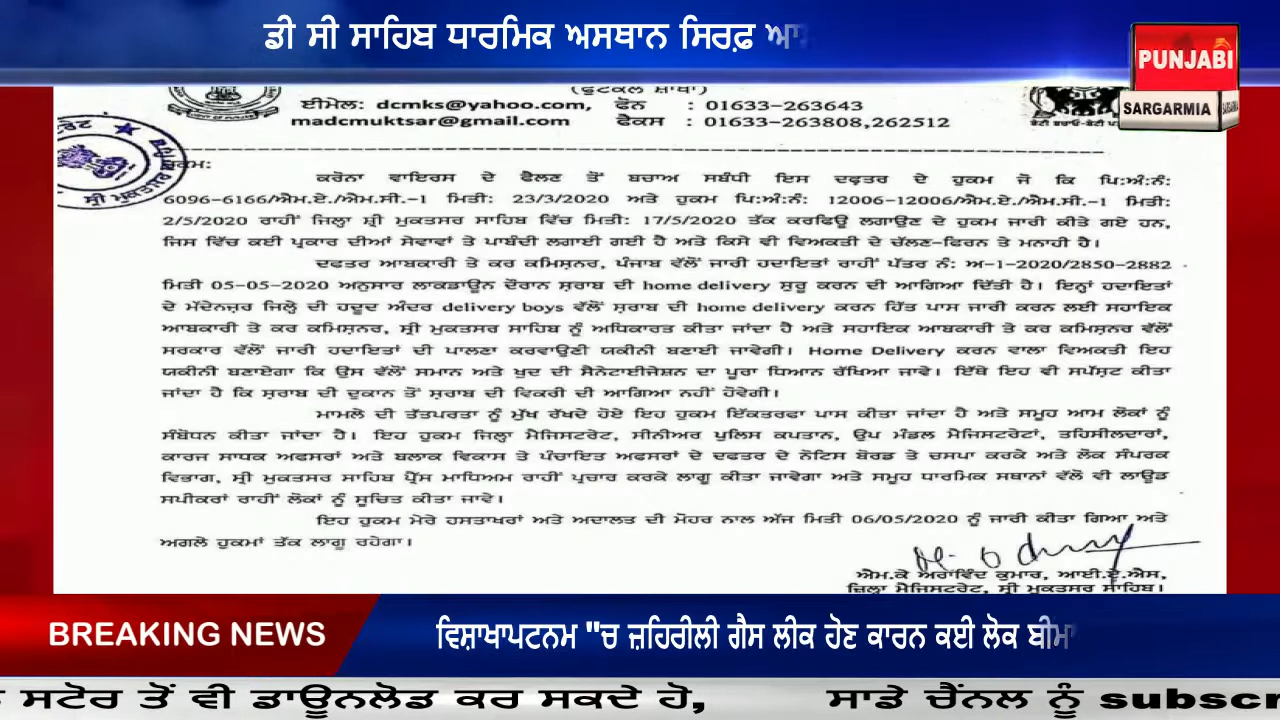 ਡੀ ਸੀ ਸਾਹਿਬ ਧਾਰਮਿਕ ਅਸਥਾਨ ਸਿਰਫ਼
PUNJABI
SARGARMIA
(ਫੁਟਕਲ ਸ਼ਾਖਾ)
ਈਮੇਲ: dcmks@yahoo.com, ਫੋਨ : 01633-263643
madcmuktsar@gmail.com ਫੈਕਸ : 01633-263808,262512
ਹੁਕਮ:
ਕਰੋਨਾ ਵਾਇਰਸ ਦੇ ਫੈਲਣ ਤੋਂ ਬਚਾਅ ਸਬੰਧੀ ਇਸ ਦਫ਼ਤਰ ਦੇ ਹੁਕਮ ਜੋ ਕਿ ਪਿ:ਅੰ:ਨੰ:
6096-6166/ਐਮ.ਏ./ਐਮ.ਸੀ.-1 ਮਿਤੀ: 23/3/2020 ਅਤੇ ਹੁਕਮ ਪਿ:ਅੰ:ਨੰ: 12006-12006/ਐਮ.ਏ./ਐਮ.ਸੀ.-1 ਮਿਤੀ:
2/5/2020 ਰਾਹੀਂ ਜਿਲ੍ਹਾ ਸ਼੍ਰੀ ਮੁਕਤਸਰ ਸਾਹਿਬ ਵਿੱਚ ਮਿਤੀ: 17/5/2020 ਤੱਕ ਕਰਫਿਊ ਲਗਾਉਣ ਦੇ ਹੁਕਮ ਜਾਰੀ ਕੀਤੇ ਗਏ ਹਨ,
ਜਿਸ ਵਿੱਚ ਕਈ ਪ੍ਰਕਾਰ ਦੀਆਂ ਸੇਵਾਵਾਂ ਤੇ ਪਾਬੰਦੀ ਲਗਾਈ ਗਈ ਹੈ ਅਤੇ ਕਿਸੇ ਵੀ ਵਿਅਕਤੀ ਦੇ ਚੱਲਣ-ਫਿਰਨ ਤੇ ਮਨਾਹੀ ਹੈ।
ਦਫਤਰ ਆਬਕਾਰੀ ਤੇ ਕਰ ਕਮਿਸ਼ਨਰ, ਪੰਜਾਬ ਵੱਲੋਂ ਜਾਰੀ ਹਦਾਇਤਾਂ ਰਾਹੀਂ ਪੱਤਰ ਨੰ: ਅ-1-2020/2850-2882
ਮਿਤੀ 05-05-2020 ਅਨੁਸਾਰ ਲਾਕਡਾਊਨ ਦੌਰਾਨ ਸ਼ਰਾਬ ਦੀ home delivery ਸ਼ੁਰੂ ਕਰਨ ਦੀ ਆਗਿਆ ਦਿੱਤੀ ਹੈ। ਇਨ੍ਹਾਂ ਹਦਾਇਤਾਂ
ਦੇ ਮੱਦੇਨਜ਼ਰ ਜਿਲ੍ਹੇ ਦੀ ਹਦੂਦ ਅੰਦਰ delivery boys ਵੱਲੋਂ ਸ਼ਰਾਬ ਦੀ home delivery ਕਰਨ ਹਿੱਤ ਪਾਸ ਜਾਰੀ ਕਰਨ ਲਈ ਸਹਾਇਕ
ਆਬਕਾਰੀ ਤੇ ਕਰ ਕਮਿਸ਼ਨਰ, ਸ੍ਰੀ ਮੁਕਤਸਰ ਸਾਹਿਬ ਨੂੰ ਅਧਿਕਾਰਤ ਕੀਤਾ ਜਾਂਦਾ ਹੈ ਅਤੇ ਸਹਾਇਕ ਆਬਕਾਰੀ ਤੇ ਕਰ ਕਮਿਸ਼ਨਰ ਵੱਲੋਂ
ਸਰਕਾਰ ਵੱਲੋਂ ਜਾਰੀ ਹਦਾਇਤਾਂ ਦੀ ਪਾਲਣਾ ਕਰਵਾਉਣੀ ਯਕੀਨੀ ਬਣਾਈ ਜਾਵੇਗੀ। Home Delivery ਕਰਨ ਵਾਲਾ ਵਿਅਕਤੀ ਇਹ
ਯਕੀਨੀ ਬਣਾਏਗਾ ਕਿ ਉਸ ਵੱਲੋਂ ਸਮਾਨ ਅਤੇ ਖੁਦ ਦੀ ਸੈਨੇਟਾਈਜੇਸ਼ਨ ਦਾ ਪੂਰਾ ਧਿਆਨ ਰੱਖਿਆ ਜਾਵੇ। ਇੱਥੇ ਇਹ ਵੀ ਸਪੱਸ਼ਟ ਕੀਤਾ
ਜਾਂਦਾ ਹੈ ਕਿ ਸ਼ਰਾਬ ਦੀ ਦੁਕਾਨ ਤੋਂ ਸ਼ਰਾਬ ਦੀ ਵਿਕਰੀ ਦੀ ਆਗਿਆ ਨਹੀਂ ਹੋਵੇਗੀ।
ਮਾਮਲੇ ਦੀ ਤੱਤਪਰਤਾ ਨੂੰ ਮੁੱਖ ਰੱਖਦੇ ਹੋਏ ਇਹ ਹੁਕਮ ਇੱਕਤਰਫਾ ਪਾਸ ਕੀਤਾ ਜਾਂਦਾ ਹੈ ਅਤੇ ਸਮੂਹ ਆਮ ਲੋਕਾਂ ਨੂੰ
ਸੰਬੋਧਨ ਕੀਤਾ ਜਾਂਦਾ ਹੈ। ਇਹ ਹੁਕਮ ਜਿਲ੍ਹਾ ਮੈਜਿਸਟਰੇਟ, ਸੀਨੀਅਰ ਪੁਲਿਸ ਕਪਤਾਨ, ਉਪ ਮੰਡਲ ਮੈਜਿਸਟਰੇਟਾਂ, ਤਹਿਸੀਲਦਾਰਾਂ,
ਕਾਰਜ ਸਾਧਕ ਅਫਸਰਾਂ ਅਤੇ ਬਲਾਕ ਵਿਕਾਸ ਤੇ ਪੰਚਾਇਤ ਅਫਸਰਾਂ ਦੇ ਦਫਤਰ ਦੇ ਨੋਟਿਸ ਬੋਰਡ ਤੇ ਚਸਪਾ ਕਰਕੇ ਅਤੇ ਲੋਕ ਸੰਪਰਕ
ਵਿਭਾਗ, ਸ੍ਰੀ ਮੁਕਤਸਰ ਸਾਹਿਬ ਪ੍ਰੈੱਸ ਮਾਧਿਅਮ ਰਾਹੀਂ ਪ੍ਰਚਾਰ ਕਰਕੇ ਲਾਗੂ ਕੀਤਾ ਜਾਵੇਗਾ ਅਤੇ ਸਮੂਹ ਧਾਰਮਿਕ ਸਥਾਨਾਂ ਵੱਲੋਂ ਵੀ ਲਾਊਡ
ਸਪੀਕਰਾਂ ਰਾਹੀਂ ਲੋਕਾਂ ਨੂੰ ਸੂਚਿਤ ਕੀਤਾ ਜਾਵੇ।
ਇਹ ਹੁਕਮ ਮੇਰੇ ਹਸਤਾਖਰਾਂ ਅਤੇ ਅਦਾਲਤ ਦੀ ਮੋਹਰ ਨਾਲ ਅੱਜ ਮਿਤੀ 06/05/2020 ਨੂੰ ਜਾਰੀ ਕੀਤਾ ਗਿਆ ਅਤੇ
ਅਗਲੇ ਹੁਕਮਾਂ ਤੱਕ ਲਾਗੂ ਰਹੇਗਾ।
ਐਮ.ਕੇ ਅਰਾਵਿੰਦ ਕੁਮਾਰ, ਆਈ.ਏ.ਐਸ,
ਜ਼ਿਲ੍ਹਾ ਮੈਜਿਸਟਰੇਟ, ਸ੍ਰੀ ਮੁਕਤਸਰ ਸਾਹਿਬ।
BREAKING NEWS
ਵਿਸ਼ਾਖਾਪਟਨਮ "ਚ ਜ਼ਹਿਰੀਲੀ ਗੈਸ ਲੀਕ ਹੋਣ ਕਾਰਨ ਕਈ ਲੋਕ ਬੀਮਾ
ਸਟੋਰ ਤੋਂ ਵੀ ਡਾਊਨਲੋਡ ਕਰ ਸਕਦੇ ਹੋ, ਸਾਡੇ ਚੈਂਨਲ ਨੂੰ subscr